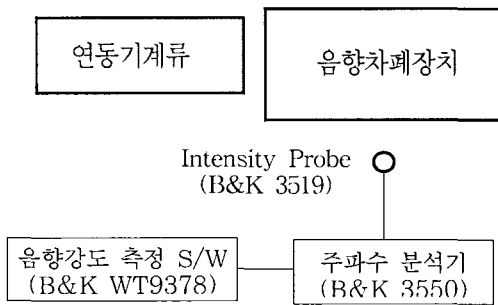 연동기계류
음향차폐장치
Intensity Probe
(B&K 3519)
음향강도 측정 S/W
(B&K WT9378)
주파수 분석기
(B&K 3550)